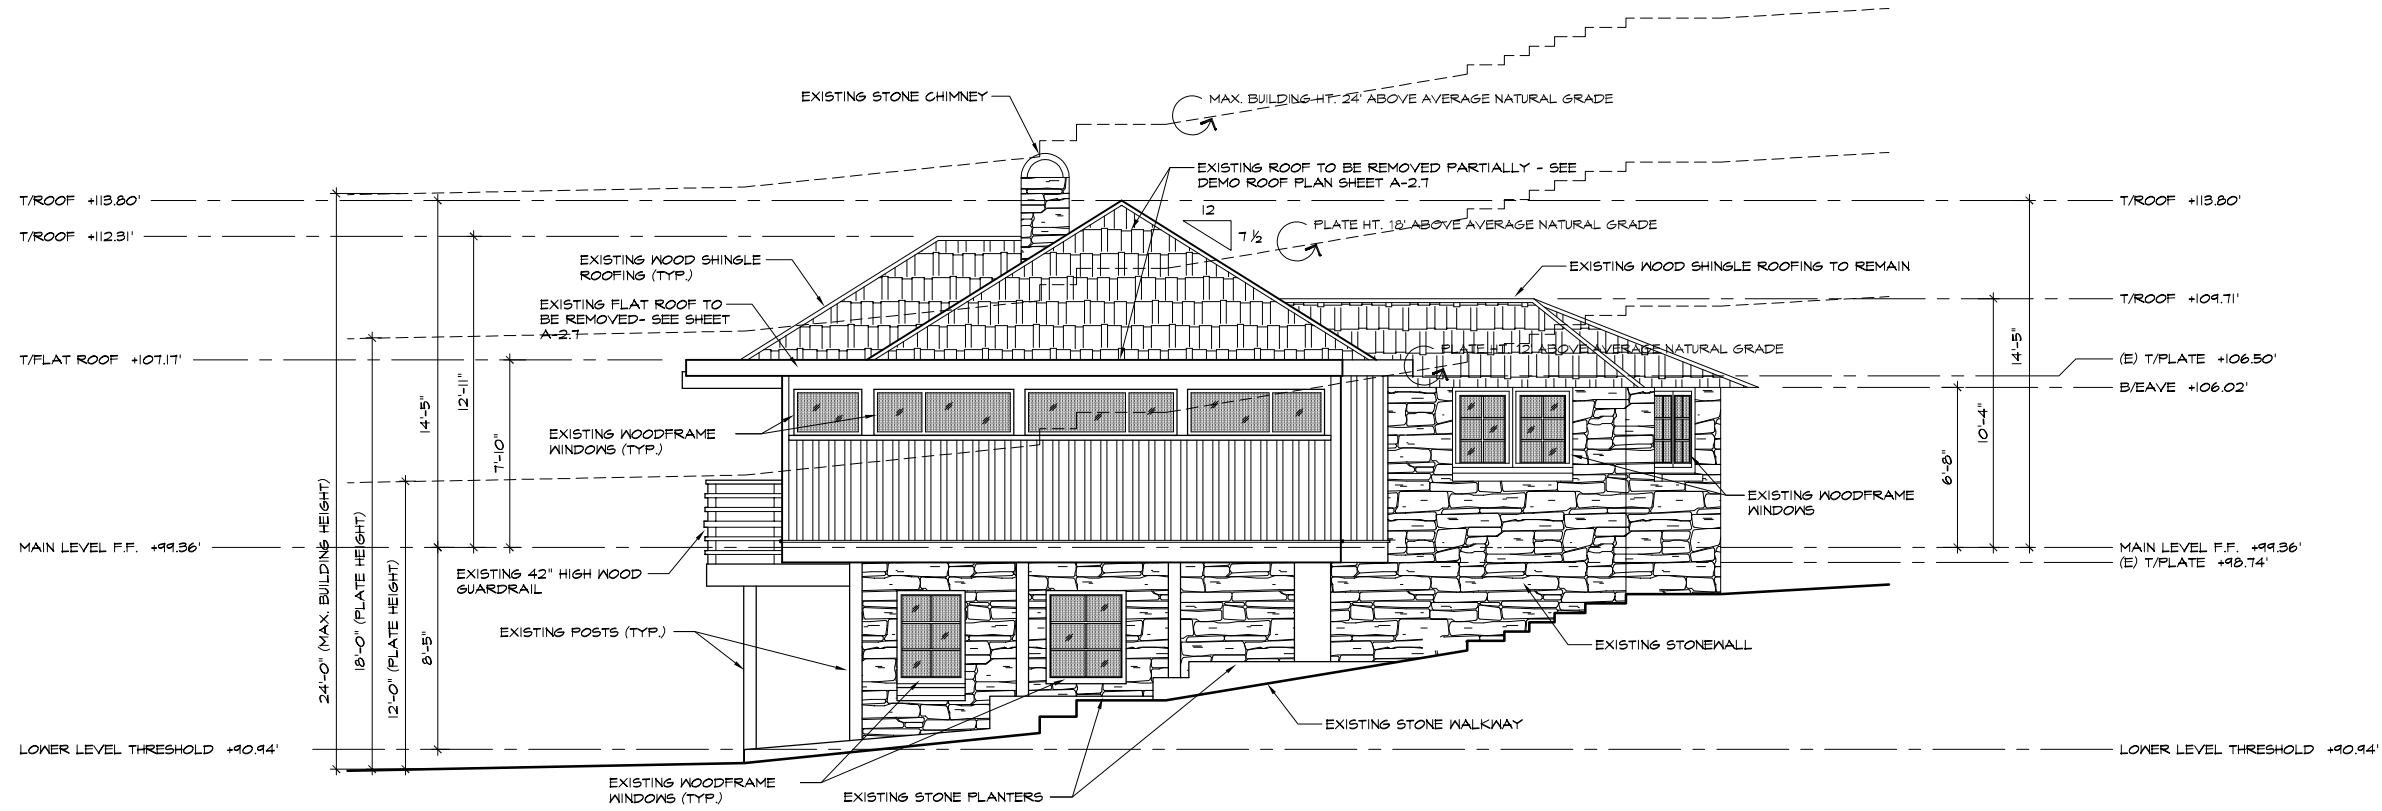 EXISTING STONE CHIMNEY
MAX. BUILDING HT. 24' ABOVE AVERAGE NATURAL GRADE
EXISTING ROOF TO BE REMOVED PARTIALLY - SEE
DEMO ROOF PLAN SHEET A-2.7
T/ROOF +113.80'
T/ROOF +113.80'
12
7 ½
PLATE HT. 18' ABOVE AVERAGE NATURAL GRADE
T/ROOF +112.31'
EXISTING WOOD SHINGLE
ROOFING (TYP.)
EXISTING WOOD SHINGLE ROOFING TO REMAIN
EXISTING FLAT ROOF TO
BE REMOVED- SEE SHEET
A-2.7
T/ROOF +109.71'
PLATE HT. 12' ABOVE AVERAGE NATURAL GRADE
T/FLAT ROOF +107.17'
(E) T/PLATE +106.50'
B/EAVE +106.02'
14'-5"
12'-11"
7'-10"
14'-5"
10'-4"
6'-8"
EXISTING WOODFRAME
WINDOWS (TYP.)
EXISTING WOODFRAME
WINDOWS
24'-0" (MAX. BUILDING HEIGHT)
18'-0" (PLATE HEIGHT)
12'-0" (PLATE HEIGHT)
8'-5"
MAIN LEVEL F.F. +99.36'
MAIN LEVEL F.F. +99.36'
(E) T/PLATE +98.74'
EXISTING 42" HIGH WOOD
GUARDRAIL
EXISTING POSTS (TYP.)
EXISTING STONEWALL
EXISTING STONE WALKWAY
LOWER LEVEL THRESHOLD +90.94'
LOWER LEVEL THRESHOLD +90.94'
EXISTING WOODFRAME
WINDOWS (TYP.)
EXISTING STONE PLANTERS